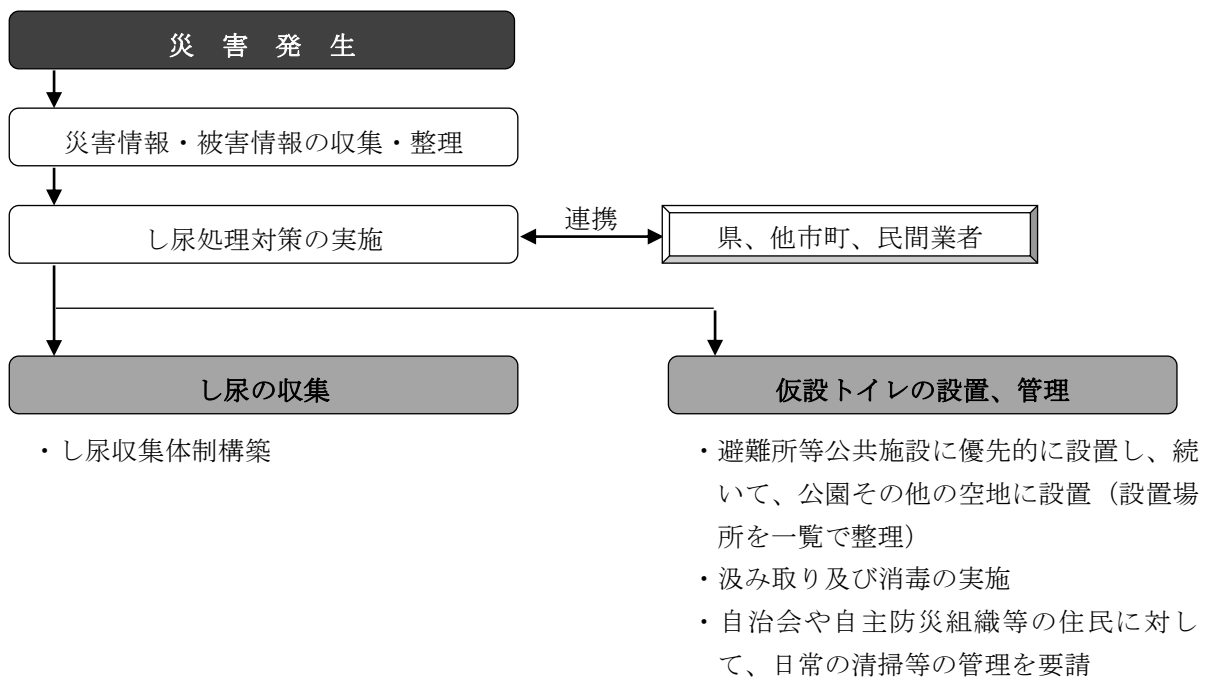 災 害 発 生
災害情報・被害情報の収集・整理
し尿処理対策の実施
連携
県、他市町、民間業者
し尿の収集
・し尿収集体制構築
仮設トイレの設置、管理
・避難所等公共施設に優先的に設置し、続
いて、公園その他の空地に設置（設置場
所を一覧で整理）
・汲み取り及び消毒の実施
・自治会や自主防災組織等の住民に対し
て、日常の清掃等の管理を要請